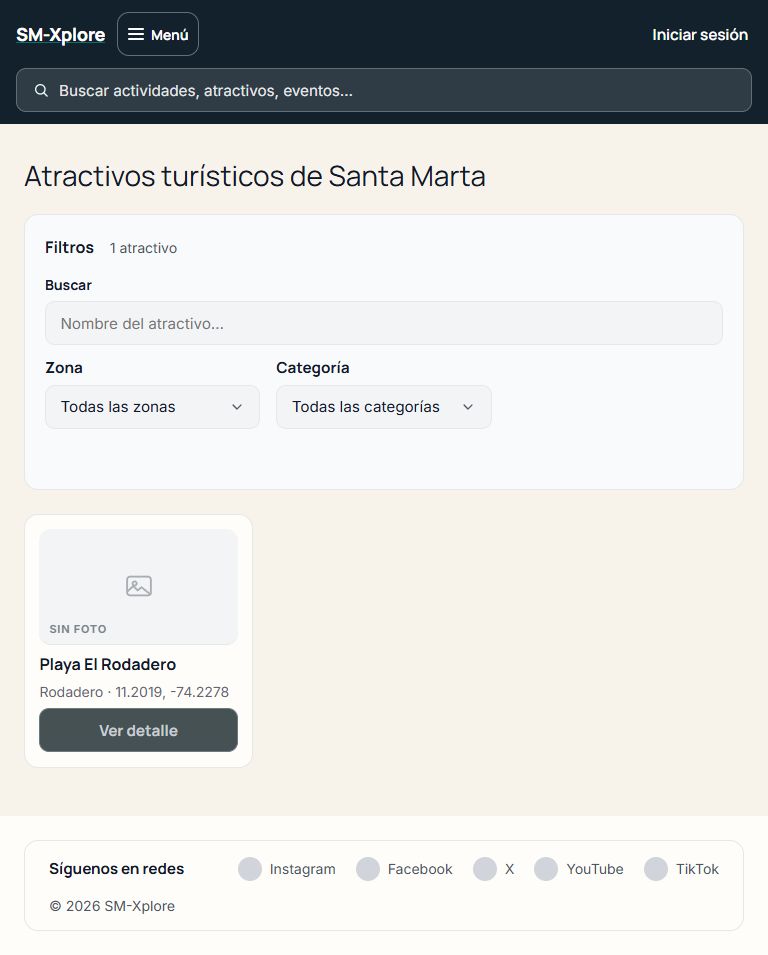 SM-Xplore
Menú
Iniciar sesión
Buscar actividades, atractivos, eventos...
Atractivos turísticos de Santa Marta
Filtros 1 atractivo
Buscar
Nombre del atractivo...
Zona
Categoría
Todas las zonas
Todas las categorías
SIN FOTO
Playa El Rodadero
Rodadero · 11.2019, -74.2278
Ver detalle
Síguenos en redes
Instagram
Facebook
X
YouTube
TikTok
© 2026 SM-Xplore